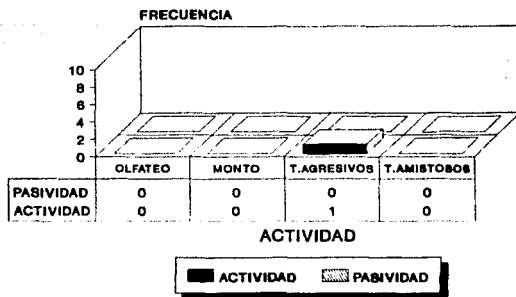 FRECUENCIA
10
8
6
4
2
0
OLFATEO MONTO T.AGRESIVOS T.AMISTOSOS
PASIVIDAD 0 0 0 0
ACTIVIDAD 0 0 1 0
ACTIVIDAD
ACTIVIDAD PASIVIDAD